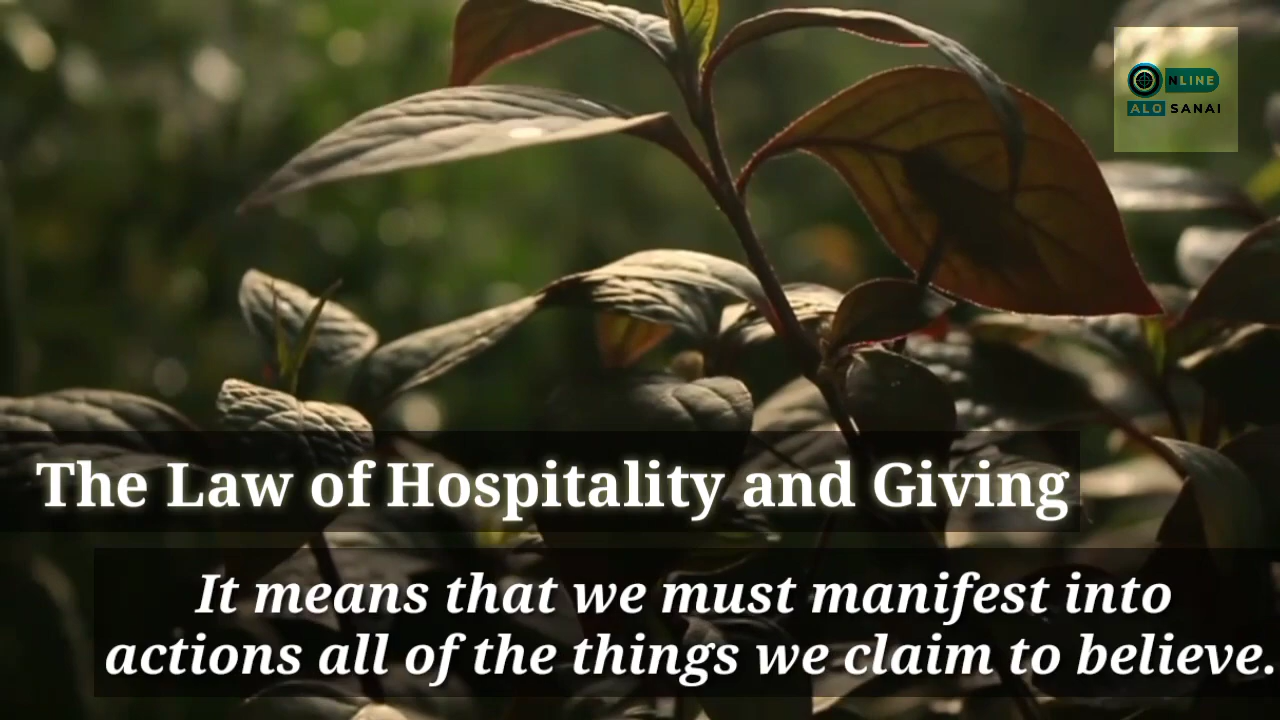 ONLINE
ALO SANAI
The Law of Hospitality and Giving
It means that we must manifest into
actions all of the things we claim to believe.